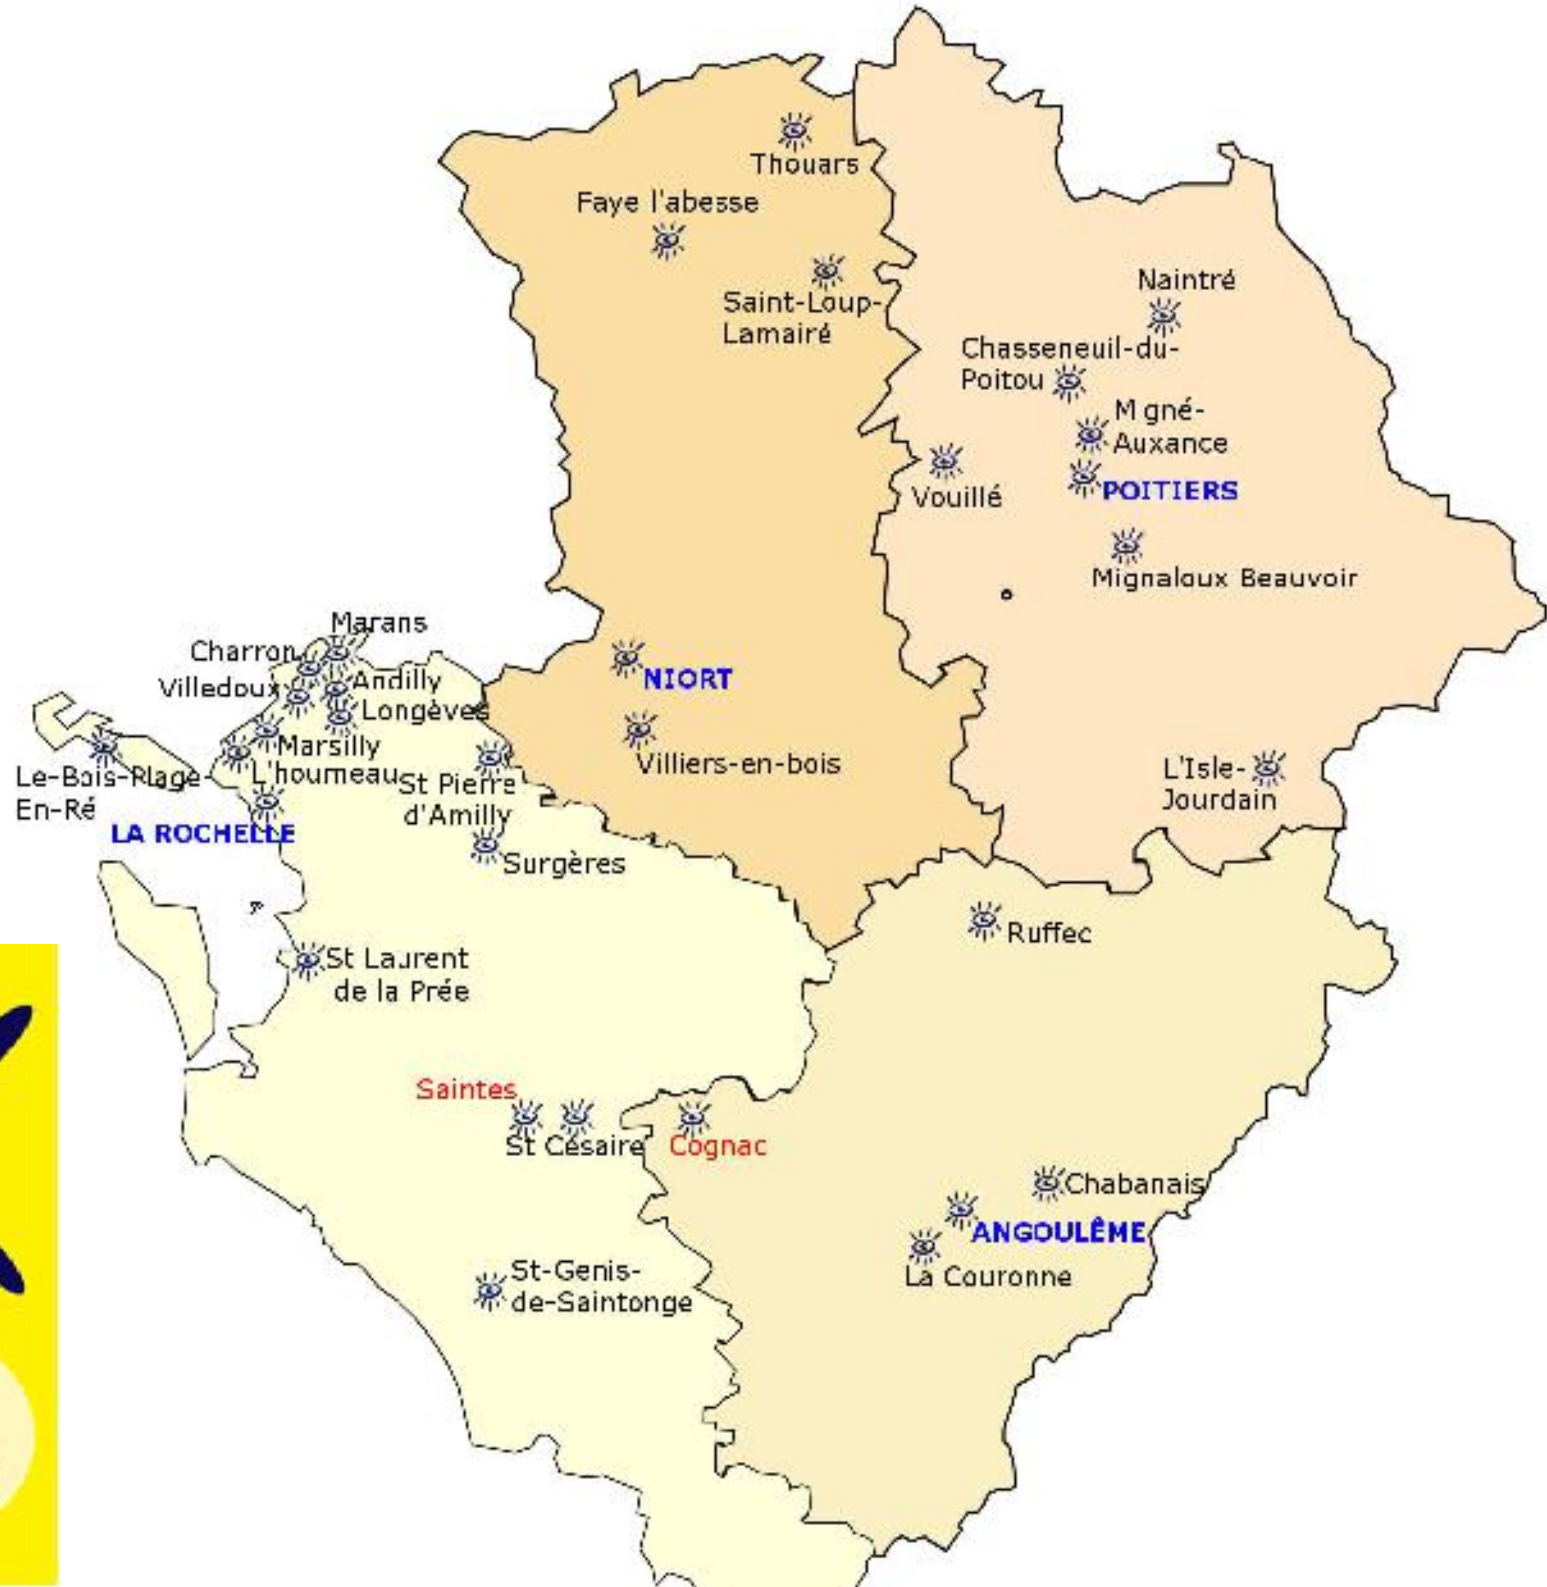 Thouars
Faye l'abesse
Saint-Loup-
Lamairé
Naintré
Chasseneuil-du-
Poitou
Migné-
Auxance
Vouillé
POITIERS
Mignaloux Beauvoir
Marans
Charron
Villedoux
Andilly
Longèves
NIORT
Marsilly
L'houmeau
Le-Bois-Plage-
En-Ré
St Pierre
d'Amilly
Villiers-en-bois
L'Isle-
Jourdain
LA ROCHELLE
Surgères
Ruffec
St Laurent
de la Prée
Saintes
St Césaire
Cognac
Chabanais
ANGOULÊME
La Couronne
St-Genis-
de-Saintonge